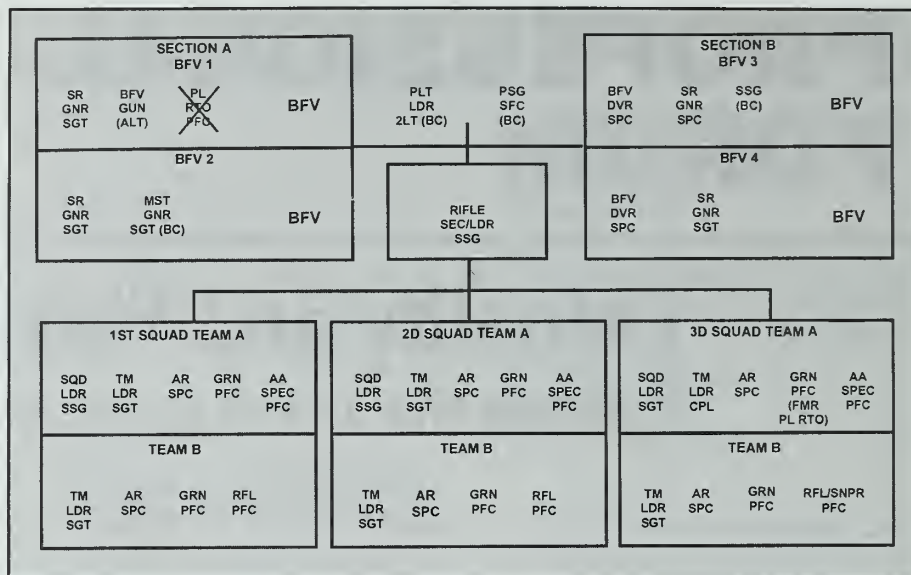 SECTION A
BFV 1
SR BFV PL
GNR GUN RTO BFV
SGT (ALT) PFC
BFV 2
SR MST
GNR GNR BFV
SGT SGT (BC)
PLT PSG
LDR SFC
2LT (BC) (BC)
RIFLE
SEC/LDR
SSG
SECTION B
BFV 3
BFV SR SSG
DVR GNR (BC) BFV
SPC SPC
BFV 4
BFV SR
DVR GNR BFV
SPC SGT
1ST SQUAD TEAM A
SQD TM AR GRN AA
LDR LDR SPC PFC SPEC
SSG SGT PFC
TEAM B
TM AR GRN RFL
LDR SPC PFC PFC
SGT
2D SQUAD TEAM A
SQD TM AR GRN AA
LDR LDR SPC PFC SPEC
SSG SGT PFC
TEAM B
TM AR GRN RFL
LDR SPC PFC PFC
SGT
3D SQUAD TEAM A
SQD TM AR GRN AA
LDR LDR SPC PFC SPEC
SGT CPL (FMR PFC
PL RTO)
TEAM B
TM AR GRN RFL/SNPR
LDR SPC PFC PFC
SGT